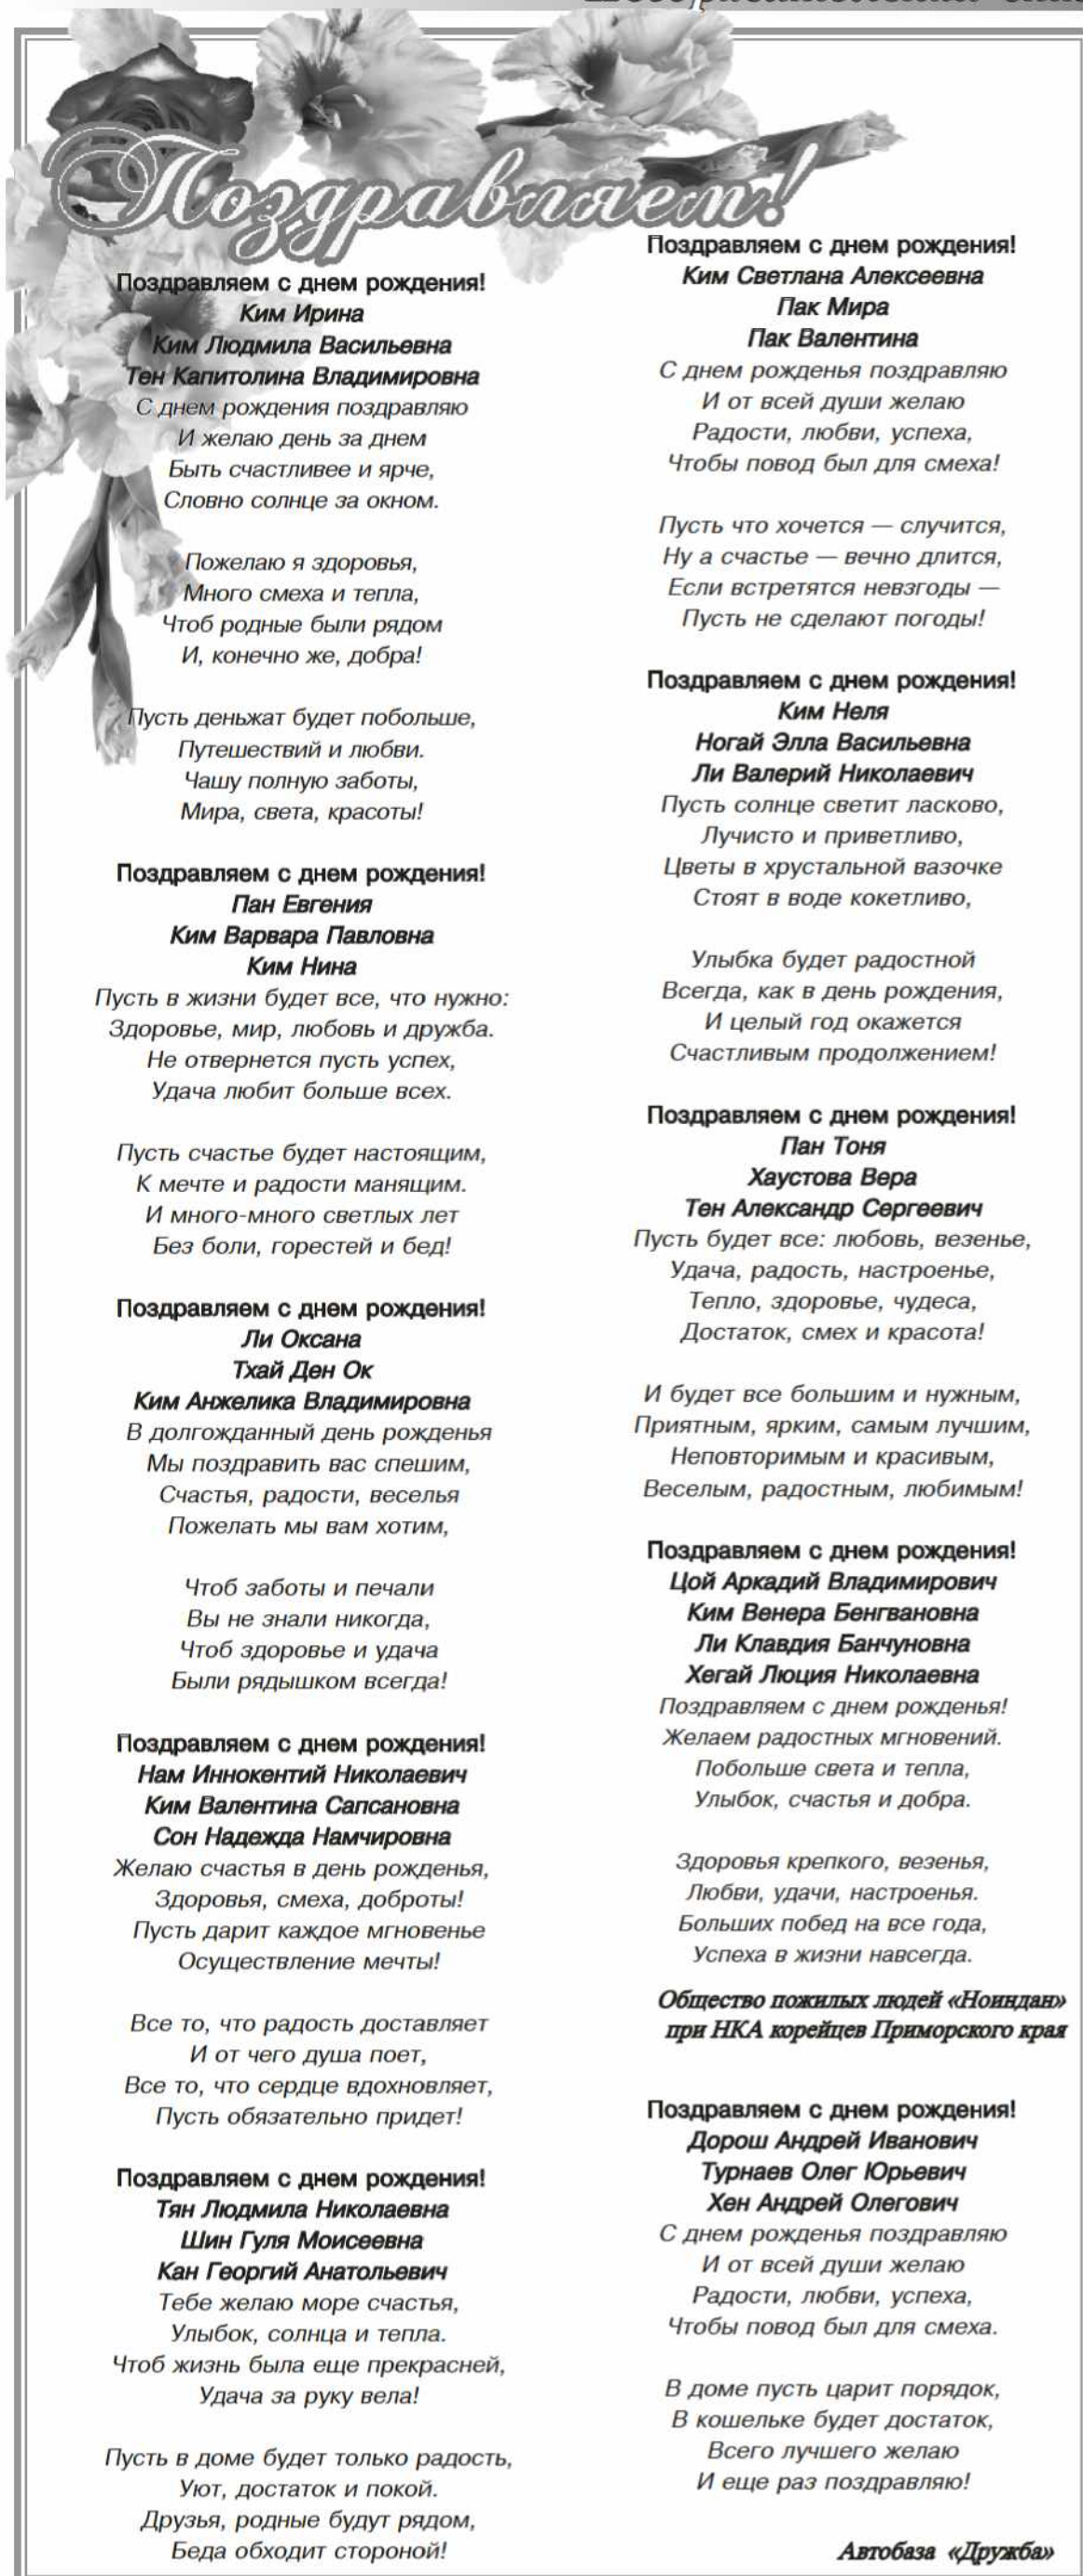 Поздравляем!
Поздравляем с днем рождения!
Ким Ирина
Ким Людмила Васильевна
Тен Капитолина Владимировна
С днем рождения поздравляю
И желаю день за днем
Быть счастливее и ярче,
Словно солнце за окном.
Пожелаю я здоровья,
Много смеха и тепла,
Чтоб родные были рядом
И, конечно же, добра!
Пусть деньжат будет побольше,
Путешествий и любви.
Чашу полную заботы,
Мира, света, красоты!
Поздравляем с днем рождения!
Пан Евгения
Ким Варвара Павловна
Ким Нина
Пусть в жизни будет все, что нужно:
Здоровье, мир, любовь и дружба.
Не отвернется пусть успех,
Удача любит больше всех.
Пусть счастье будет настоящим,
К мечте и радости манящим.
И много-много светлых лет
Без боли, горестей и бед!
Поздравляем с днем рождения!
Ли Оксана
Тхай Ден Ок
Ким Анжелика Владимировна
В долгожданный день рожденья
Мы поздравить вас спешим,
Счастья, радости, веселья
Пожелать мы вам хотим,
Чтоб заботы и печали
Вы не знали никогда,
Чтоб здоровье и удача
Были рядышком всегда!
Поздравляем с днем рождения!
Нам Иннокентий Николаевич
Ким Валентина Сапсановна
Сон Надежда Намчировна
Желаю счастья в день рожденья,
Здоровья, смеха, доброты!
Пусть дарит каждое мгновенье
Осуществление мечты!
Все то, что радость доставляет
И от чего душа поет,
Все то, что сердце вдохновляет,
Пусть обязательно придет!
Поздравляем с днем рождения!
Тян Людмила Николаевна
Шин Гуля Моисеевна
Кан Георгий Анатольевич
Тебе желаю море счастья,
Улыбок, солнца и тепла.
Чтоб жизнь была еще прекрасней,
Удача за руку вела!
Пусть в доме будет только радость,
Уют, достаток и покой.
Друзья, родные будут рядом,
Беда обходит стороной!
Поздравляем с днем рождения!
Ким Светлана Алексеевна
Пак Мира
Пак Валентина
С днем рожденья поздравляю
И от всей души желаю
Радости, любви, успеха,
Чтобы повод был для смеха!
Пусть что хочется — случится,
Ну а счастье — вечно длится,
Если встретятся невзгоды —
Пусть не сделают погоды!
Поздравляем с днем рождения!
Ким Неля
Ногай Элла Васильевна
Ли Валерий Николаевич
Пусть солнце светит ласково,
Лучисто и приветливо,
Цветы в хрустальной вазочке
Стоят в воде кокетливо,
Улыбка будет радостной
Всегда, как в день рождения,
И целый год окажется
Счастливым продолжением!
Поздравляем с днем рождения!
Пан Тоня
Хаустова Вера
Тен Александр Сергеевич
Пусть будет все: любовь, везенье,
Удача, радость, настроенье,
Тепло, здоровье, чудеса,
Достаток, смех и красота!
И будет все большим и нужным,
Приятным, ярким, самым лучшим,
Неповторимым и красивым,
Веселым, радостным, любимым!
Поздравляем с днем рождения!
Цой Аркадий Владимирович
Ким Венера Бенгвановна
Ли Клавдия Банчуновна
Хегай Люция Николаевна
Поздравляем с днем рожденья!
Желаем радостных мгновений.
Побольше света и тепла,
Улыбок, счастья и добра.
Здоровья крепкого, везенья,
Любви, удачи, настроенья.
Больших побед на все года,
Успеха в жизни навсегда.
Общество пожилых людей «Ноиндан»
при НКА корейцев Приморского края
Поздравляем с днем рождения!
Дорош Андрей Иванович
Турнаев Олег Юрьевич
Хен Андрей Олегович
С днем рожденья поздравляю
И от всей души желаю
Радости, любви, успеха,
Чтобы повод был для смеха.
В доме пусть царит порядок,
В кошельке будет достаток,
Всего лучшего желаю
И еще раз поздравляю!
Автобаза «Дружба»